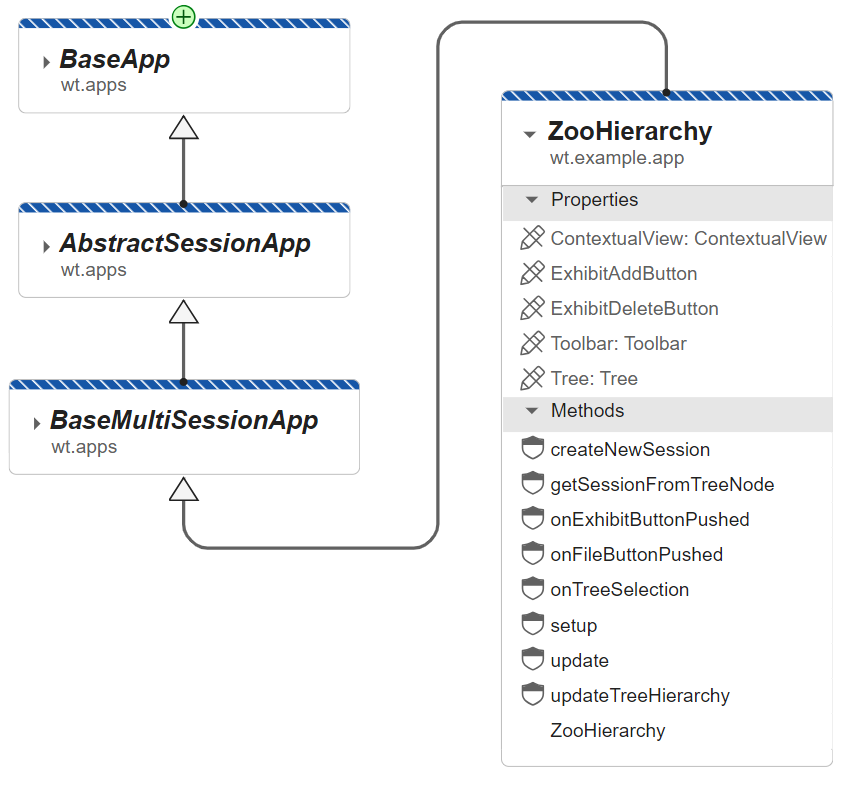 BaseApp
wt.apps
AbstractSessionApp
wt.apps
BaseMultiSessionApp
wt.apps
ZooHierarchy
wt.example.app
Properties
ContextualView: ContextualView
ExhibitAddButton
ExhibitDeleteButton
Toolbar: Toolbar
Tree: Tree
Methods
createNewSession
getSessionFromTreeNode
onExhibitButtonPushed
onFileButtonPushed
onTreeSelection
setup
update
updateTreeHierarchy
ZooHierarchy